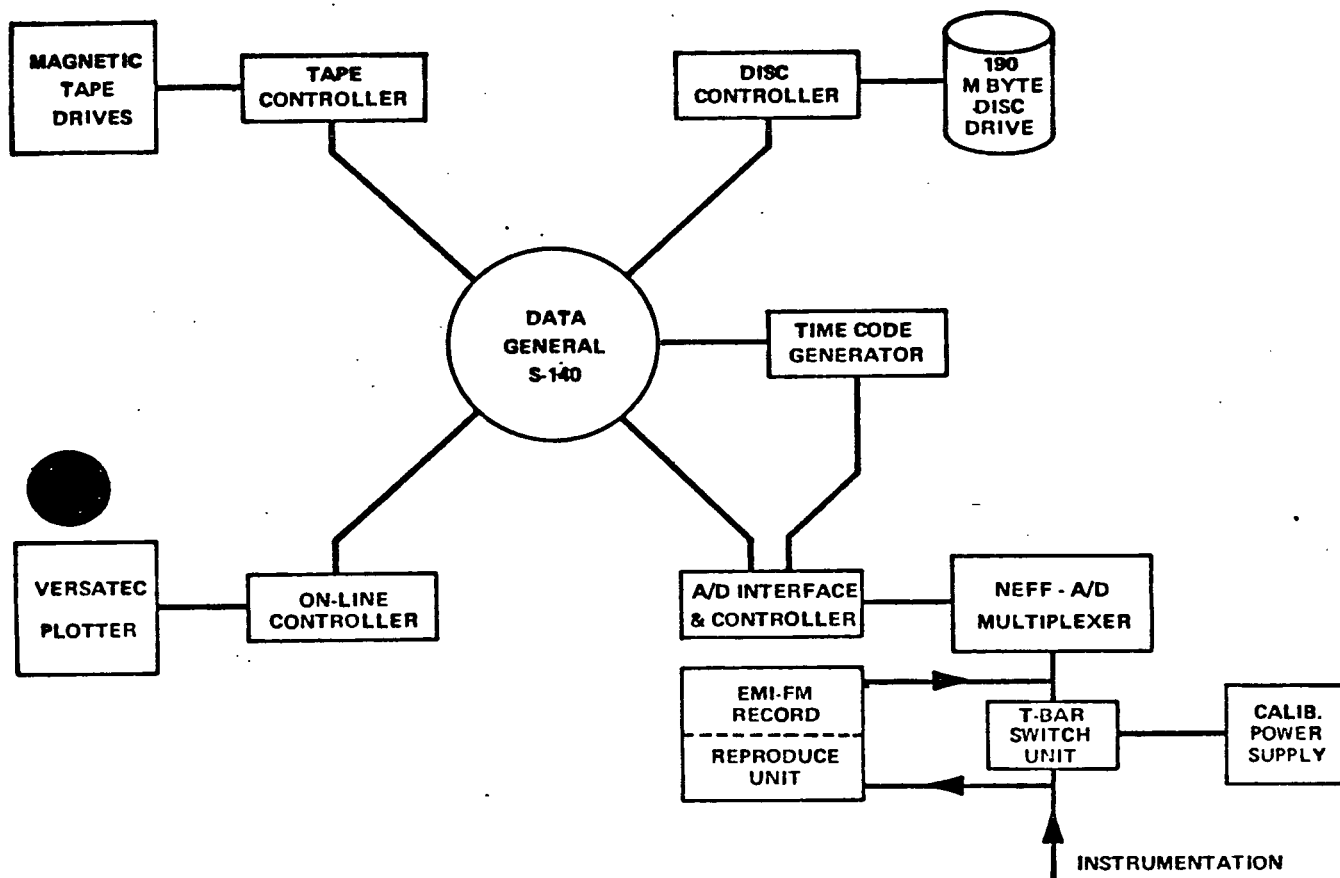 MAGNETIC
TAPE
DRIVES
TAPE
CONTROLLER
DISC
CONTROLLER
190
M BYTE
DISC
DRIVE
DATA
GENERAL
S-140
TIME CODE
GENERATOR
VERSATEC
PLOTTER
ON-LINE
CONTROLLER
A/D INTERFACE
& CONTROLLER
NEFF - A/D
MULTIPLEXER
EMI-FM
RECORD
REPRODUCE
UNIT
T-BAR
SWITCH
UNIT
CALIB.
POWER
SUPPLY
INSTRUMENTATION